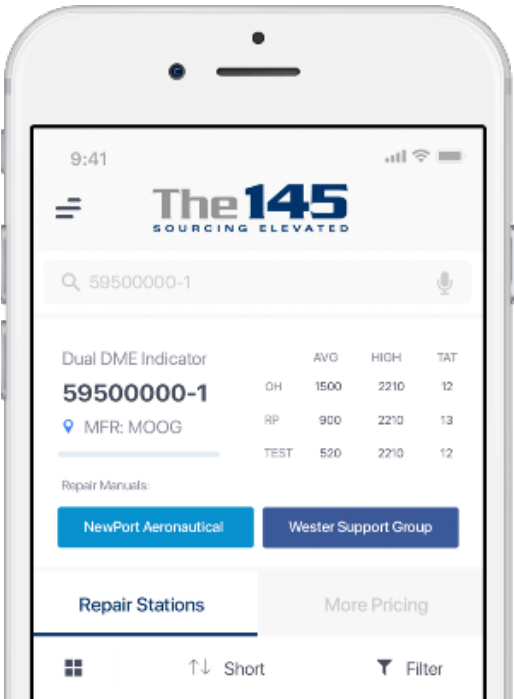 9:41
The 145
SOURCING ELEVATED
59500000-1
Dual DME Indicator
59500000-1
MFR: MOOG
AVG HIGH TAT
OH 1500 2210 12
RP 900 2210 13
TEST 520 2210 12
Repair Manuals:
NewPort Aeronautical
Wester Support Group
Repair Stations
More Pricing
Short
Filter